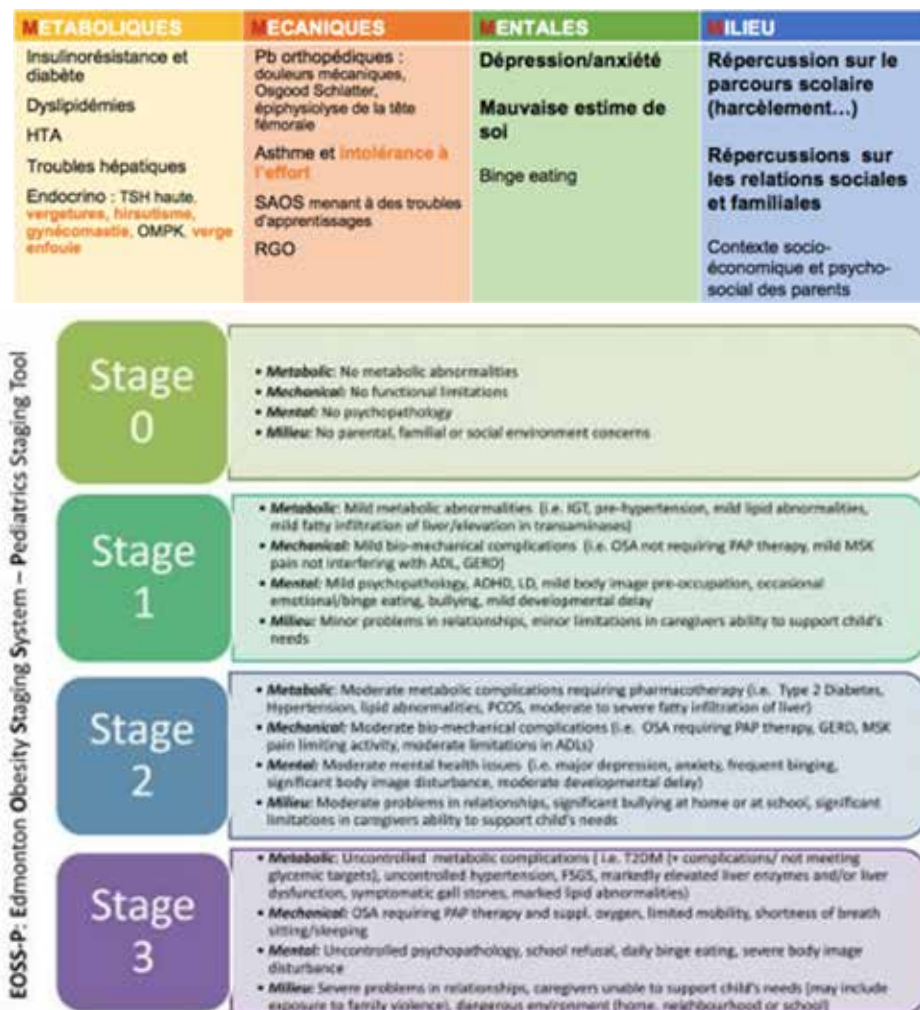 METABOLIQUES
Insulinorésistance et
diabète
Dyslipidémies
HTA
Troubles hépatiques
Endocrino : TSH haute,
vergetures, hirsutisme,
gynécomastie, OMPK, verge
enfouie
MECANIQUES
Pb orthopédiques :
douleurs mécaniques,
Osgood Schlatter,
épiphysiolyse de la tête
fémorale
Asthme et intolérance à
l'effort
SAOS menant à des troubles
d'apprentissages
RGO
MENTALES
Dépression/anxiété
Mauvaise estime de
soi
Binge eating
MILIEU
Répercussion sur le
parcours scolaire
(harcèlement...)
Répercussions sur
les relations sociales
et familiales
Contexte socio-
économique et psycho-
social des parents
EOSS-P: Edmonton Obesity Staging System – Pediatrics Staging Tool
Stage
0
• Metabolic: No metabolic abnormalities
• Mechanical: No functional limitations
• Mental: No psychopathology
• Milieu: No parental, familial or social environment concerns
Stage
1
• Metabolic: Mild metabolic abnormalities (i.e. IGT, pre-hypertension, mild lipid abnormalities,
mild fatty infiltration of liver/elevation in transaminases)
• Mechanical: Mild bio-mechanical complications (i.e. OSA not requiring PAP therapy, mild MSK
pain not interfering with ADL, GERD)
• Mental: Mild psychopathology, ADHD, LD, mild body image pre-occupation, occasional
emotional/binge eating, bullying, mild developmental delay
• Milieu: Minor problems in relationships, minor limitations in caregivers ability to support child's
needs
Stage
2
• Metabolic: Moderate metabolic complications requiring pharmacotherapy (i.e. Type 2 Diabetes,
Hypertension, lipid abnormalities, PCOS, moderate to severe fatty infiltration of liver)
• Mechanical: Moderate bio-mechanical complications (i.e. OSA requiring PAP therapy, GERD, MSK
pain limiting activity, moderate limitations in ADLs)
• Mental: Moderate mental health issues (i.e. major depression, anxiety, frequent binging,
significant body image disturbance, moderate developmental delay)
• Milieu: Moderate problems in relationships, significant bullying at home or at school, significant
limitations in caregivers ability to support child's needs
Stage
3
• Metabolic: Uncontrolled metabolic complications ( i.e. T2DM (+ complications/ not meeting
glycemic targets), uncontrolled hypertension, FSGS, markedly elevated liver enzymes and/or liver
dysfunction, symptomatic gall stones, marked lipid abnormalities)
• Mechanical: OSA requiring PAP therapy and suppl. oxygen, limited mobility, shortness of breath
sitting/sleeping
• Mental: Uncontrolled psychopathology, school refusal, daily binge eating, severe body image
disturbance
• Milieu: Severe problems in relationships, caregivers unable to support child's needs (may include
exposure to family violence), dangerous environment (home, neighbourhood or school)